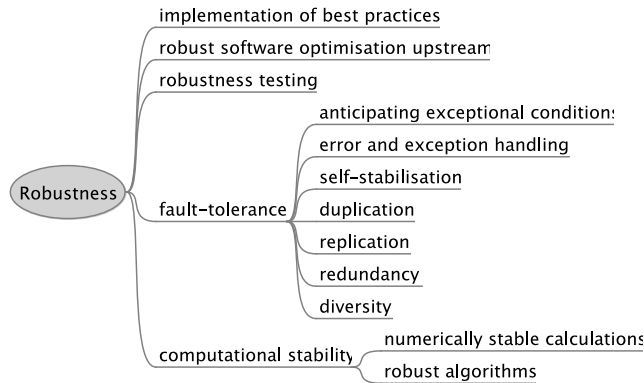 implementation of best practices
robust software optimisation upstream
robustness testing
Robustness
fault-tolerance
anticipating exceptional conditions
error and exception handling
self-stabilisation
duplication
replication
redundancy
diversity
computational stability
numerically stable calculations
robust algorithms